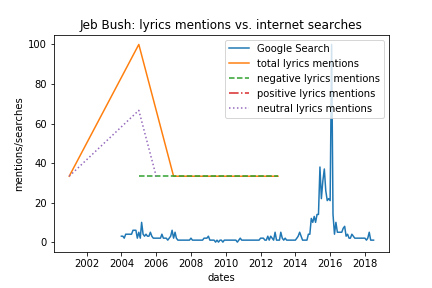 Jeb Bush: lyrics mentions vs. internet searches
100
80
60
40
20
0
mentions/searches
Google Search
total lyrics mentions
negative lyrics mentions
positive lyrics mentions
neutral lyrics mentions
2002 2004 2006 2008 2010 2012 2014 2016 2018
dates